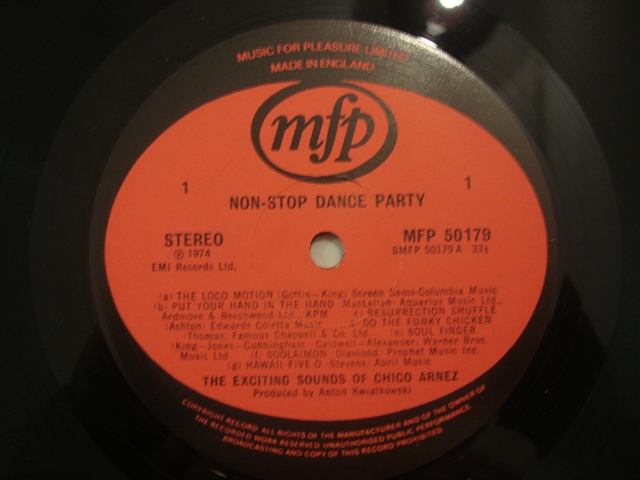 MUSIC FOR PLEASURE LIMITED
MADE IN ENGLAND
mfp
1 1
NON-STOP DANCE PARTY
STEREO MFP 50179
℗ 1974 SMFP 50179 A 33⅓
EMI Records Ltd.
(a) THE LOCO MOTION (Goffin—King) Screen Gems-Columbia Music
(b) PUT YOUR HAND IN THE HAND (MacLellan) Aquarius Music Ltd.,
Ardmore & Beechwood Ltd., KPM (c) RESURRECTION SHUFFLE
(Ashton) Edwards Coletta Music (d) DO THE FUNKY CHICKEN
(Thomas) Famous Chappell & Co. Ltd. (e) SOUL FINGER
(King—Jones—Cunningham Caldwell—Alexander) Warner Bros.
Music Ltd (f) SOOLAIMON (Diamond) Prophet Music Inc.
(g) HAWAII FIVE-O (Stevens) April Music
THE EXCITING SOUNDS OF CHICO ARNEZ
Produced by Anton Kwiatkowski
COPYRIGHT RECORD ALL RIGHTS OF THE MANUFACTURER AND OF THE OWNER OF
THE RECORDED WORK RESERVED UNAUTHORISED PUBLIC PERFORMANCE
BROADCASTING AND COPY OF THIS RECORD PROHIBITED